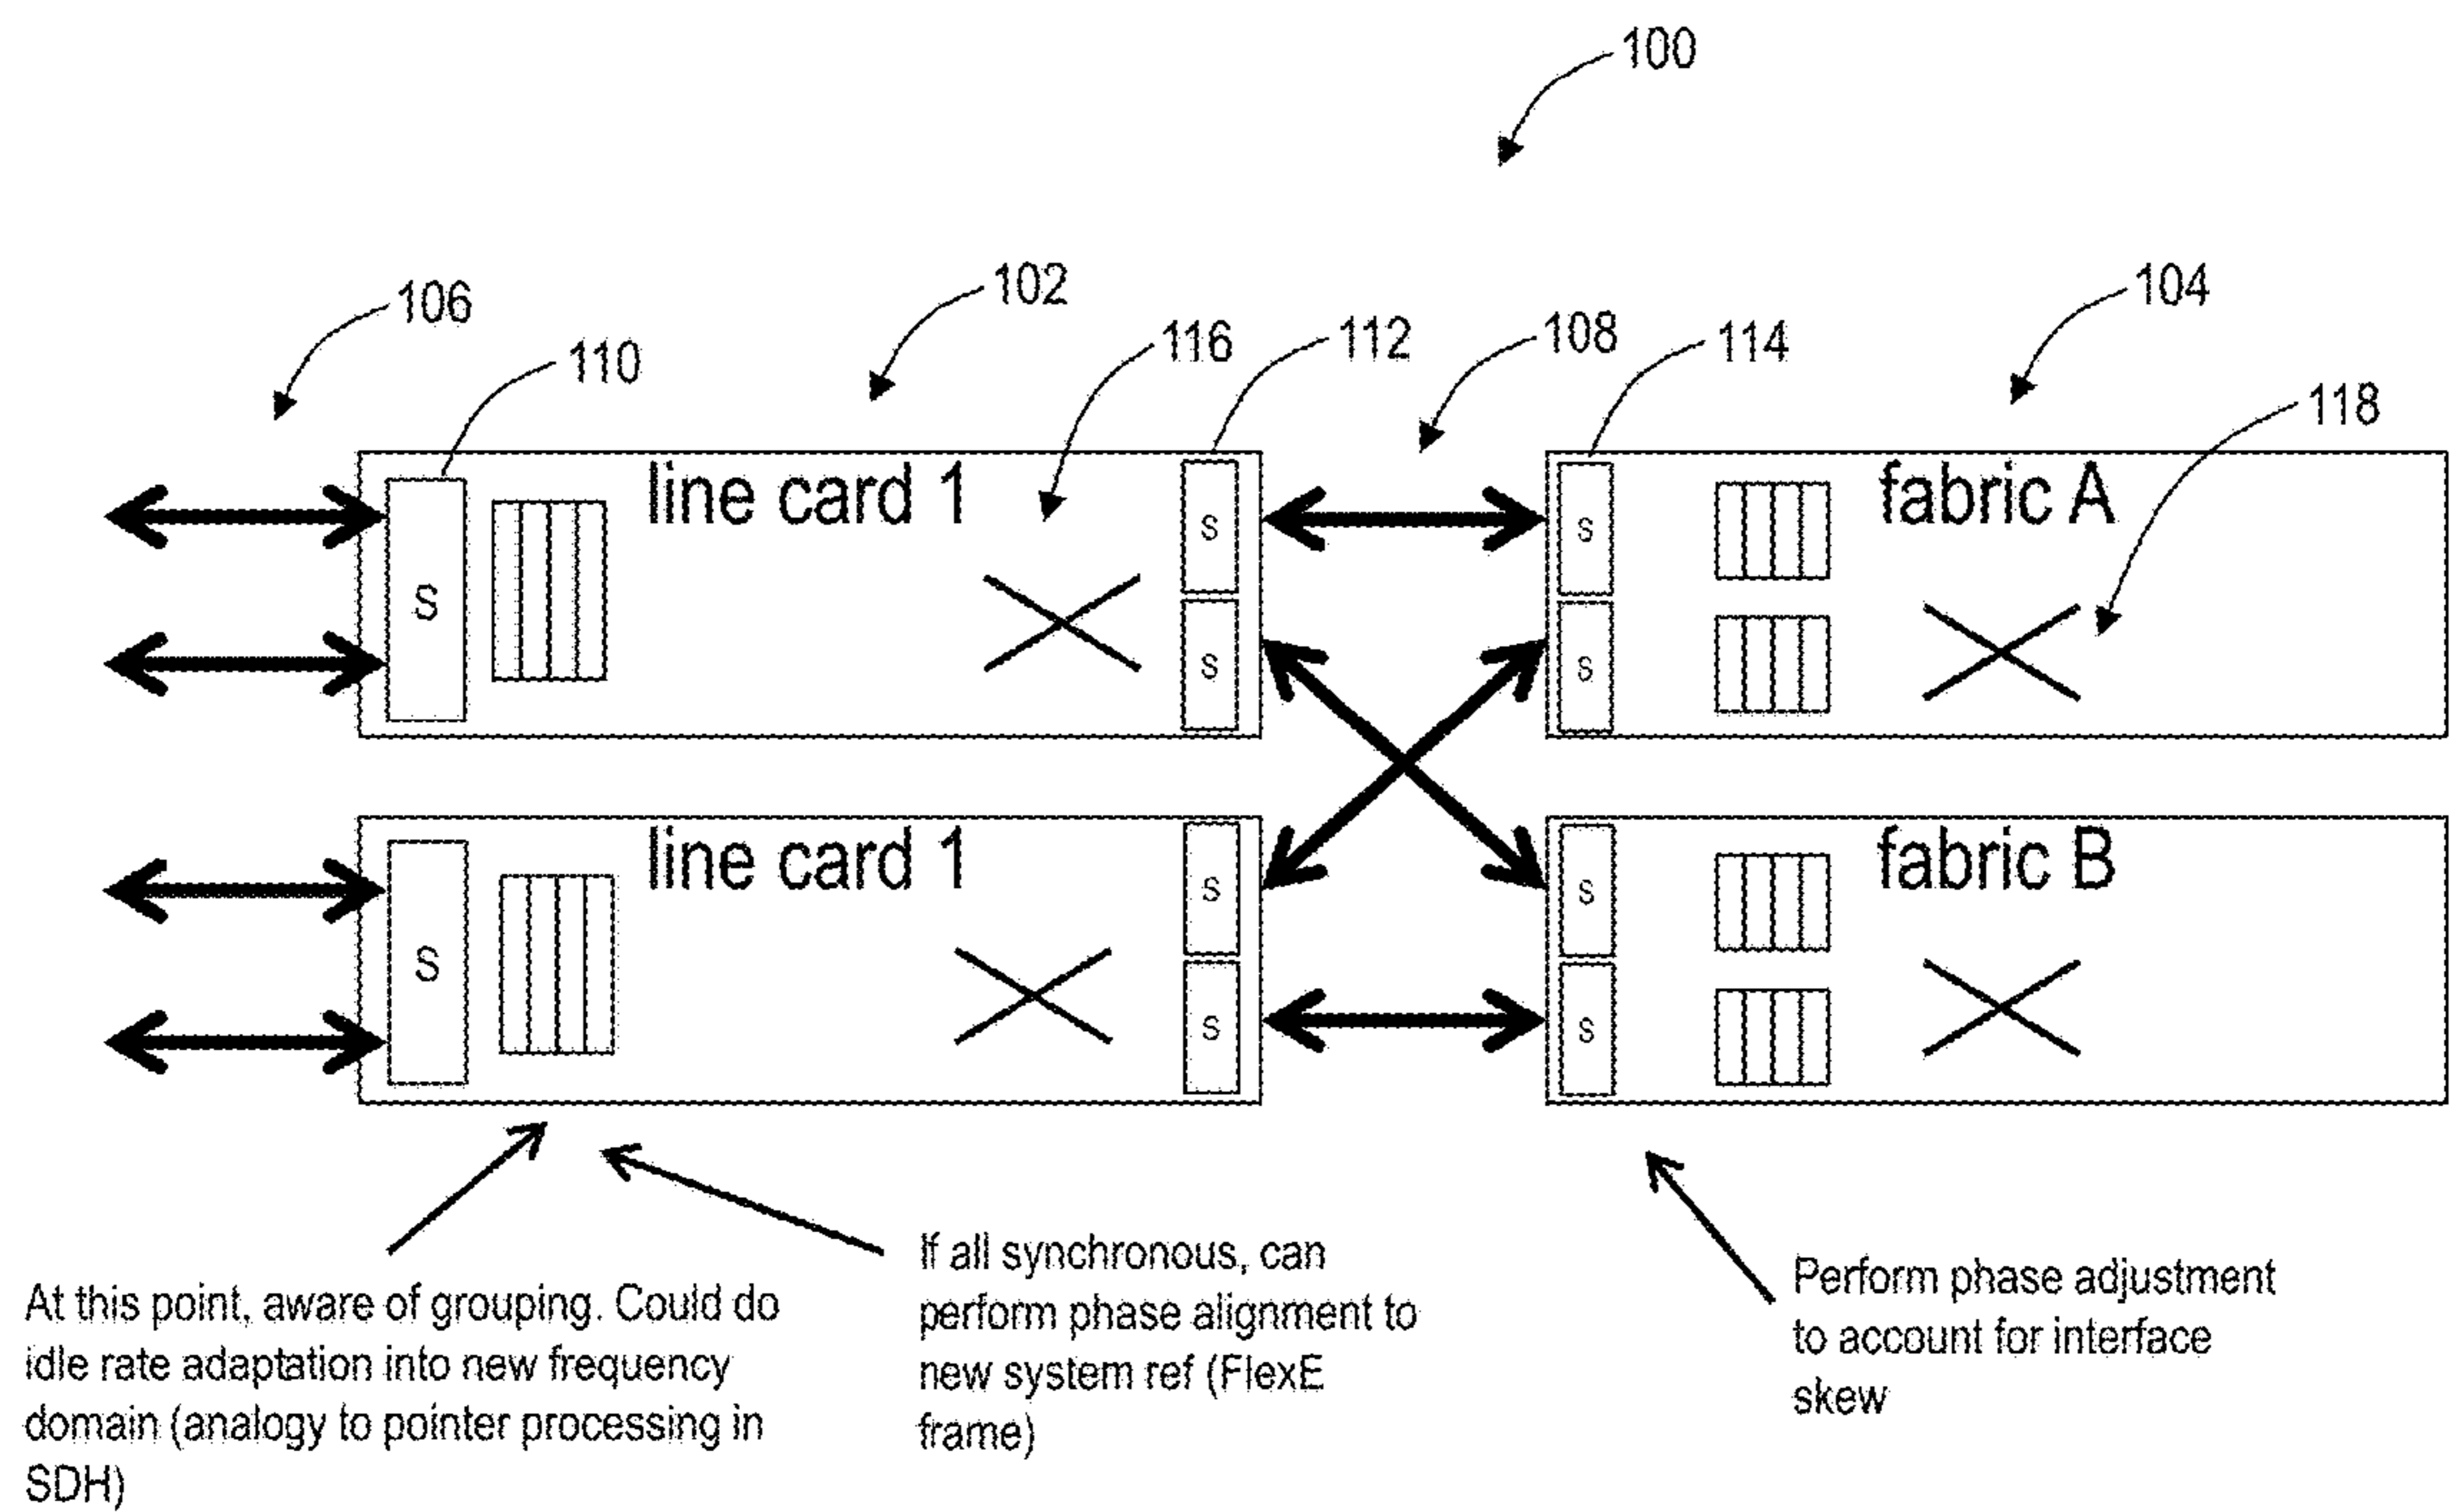 100
106
102
104
110
116
112
108
114
118
line card 1
fabric A
S
S
S
S
S
line card 1
fabric B
S
S
S
S
S
At this point, aware of grouping. Could do
idle rate adaptation into new frequency
domain (analogy to pointer processing in
SDH)
If all synchronous, can
perform phase alignment to
new system ref (FlexE
frame)
Perform phase adjustment
to account for interface
skew